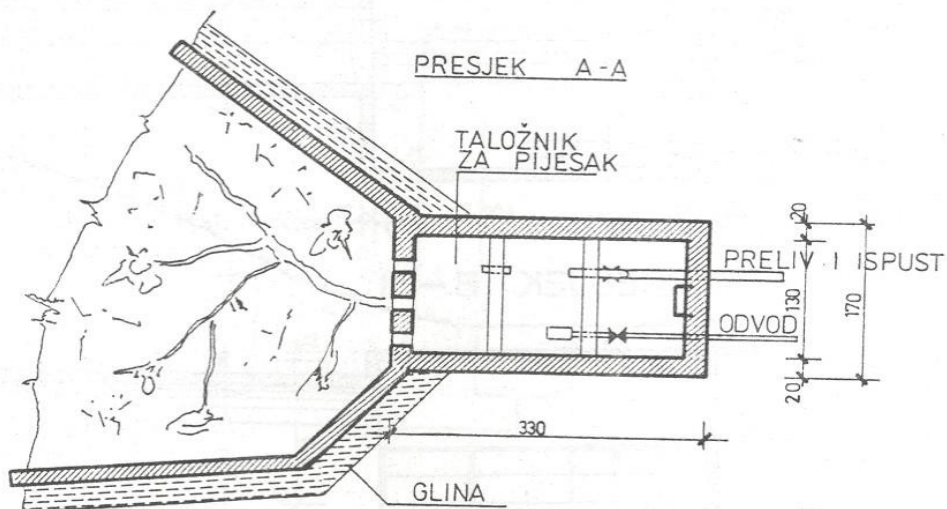 PRESJEK A-A
TALOŽNIK
ZA PIJESAK
PRELIV I ISPUST
ODVOD
20
130
170
20
330
GLINA